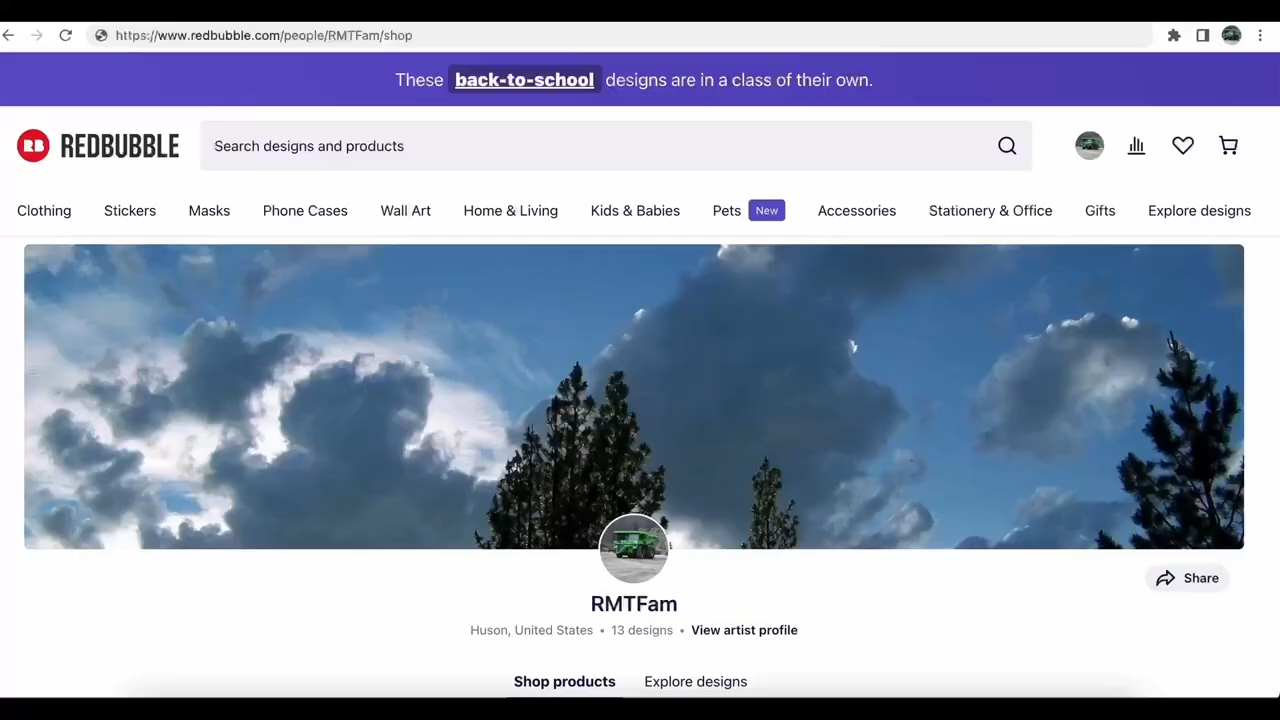 https://www.redbubble.com/people/RMTFam/shop
These back-to-school designs are in a class of their own.
RB REDBUBBLE
Search designs and products
Clothing Stickers Masks Phone Cases Wall Art Home & Living Kids & Babies Pets New Accessories Stationery & Office Gifts Explore designs
Share
RMTFam
Huson, United States • 13 designs • View artist profile
Shop products Explore designs